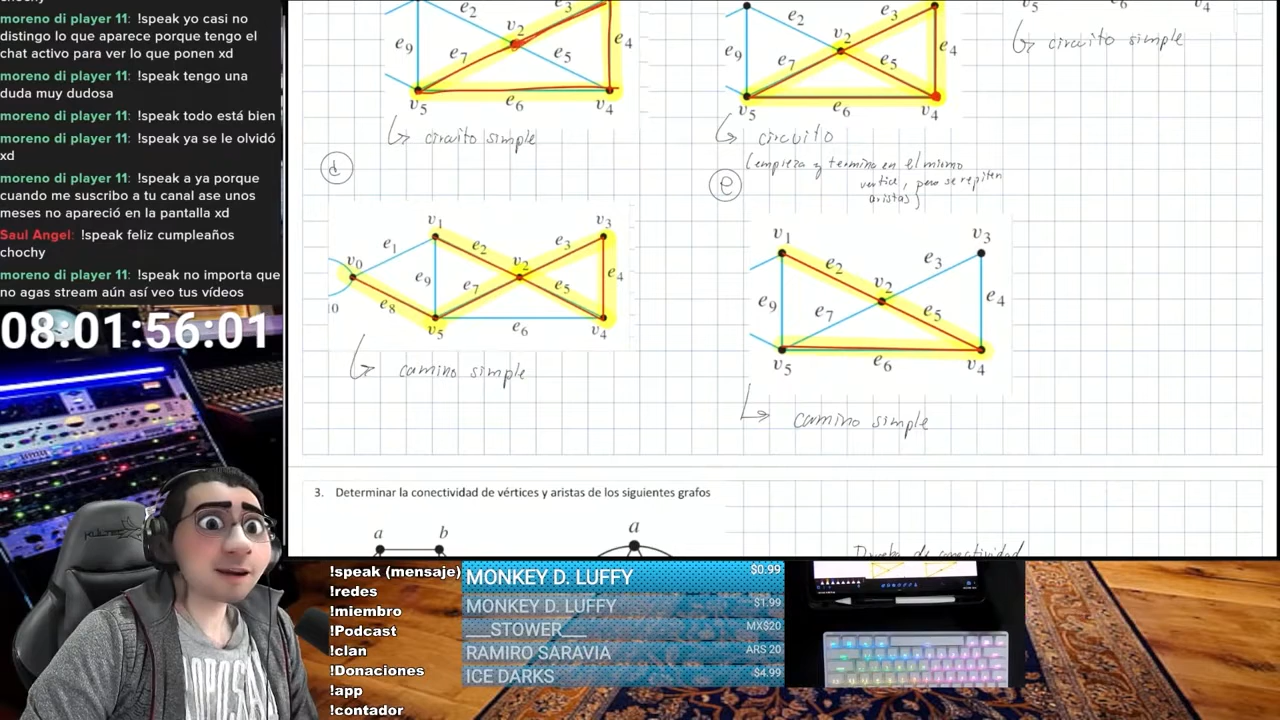 chocny
moreno di player 11: !speak yo casi no
distingo lo que aparece porque tengo el
chat activo para ver lo que ponen xd
moreno di player 11: !speak tengo una
duda muy dudosa
moreno di player 11: !speak todo está bien
moreno di player 11: !speak ya se le olvidó
xd
moreno di player 11: !speak a ya porque
cuando me suscribo a tu canal ase unos
meses no apareció en la pantalla xd
Saul Angel: !speak feliz cumpleaños
chochy
moreno di player 11: !speak no importa que
no agas stream aún así veo tus vídeos
08:01:56:01
e2 e3
v2
e9 e7 e5 e4
v5 e6 v4
circuito simple
e2 e3
v2
e9 e7 e5 e4
v5 e6 v4
circuito
(empieza y termina en el mismo
vertice, pero se repiten
aristas)
v5 e6 v4
circuito simple
d
v1 v3
e1 e2 e3
v0 v2
e9 e4
e8 e7 e5
v5 e6 v4
camino simple
e
v1 v3
e2 e3
v2
e9 e7 e5 e4
v5 e6 v4
camino simple
3. Determinar la conectividad de vértices y aristas de los siguientes grafos
a b
a
Prueba de conectividad
!speak (mensaje)
!redes
!miembro
!Podcast
!clan
!Donaciones
!app
!contador
MONKEY D. LUFFY $0.99
MONKEY D. LUFFY $1.99
___STOWER___ MX$20
RAMIRO SARAVIA ARS 20
ICE DARKS $4.99